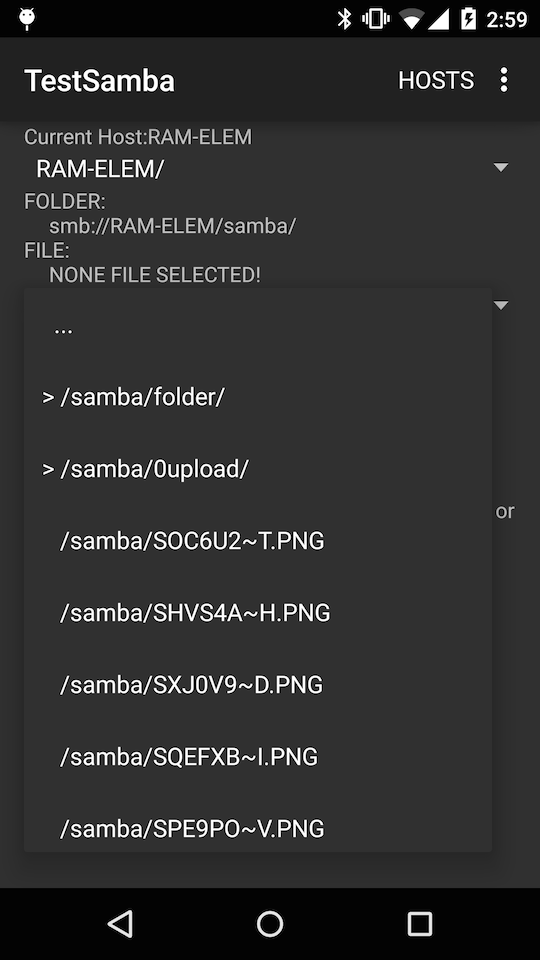 2:59
TestSamba
HOSTS
Current Host:RAM-ELEM
RAM-ELEM/
FOLDER:
smb://RAM-ELEM/samba/
FILE:
NONE FILE SELECTED!
...
> /samba/folder/
> /samba/0upload/
or
/samba/SOC6U2~T.PNG
/samba/SHVS4A~H.PNG
/samba/SXJ0V9~D.PNG
/samba/SQEFXB~I.PNG
/samba/SPE9PO~V.PNG